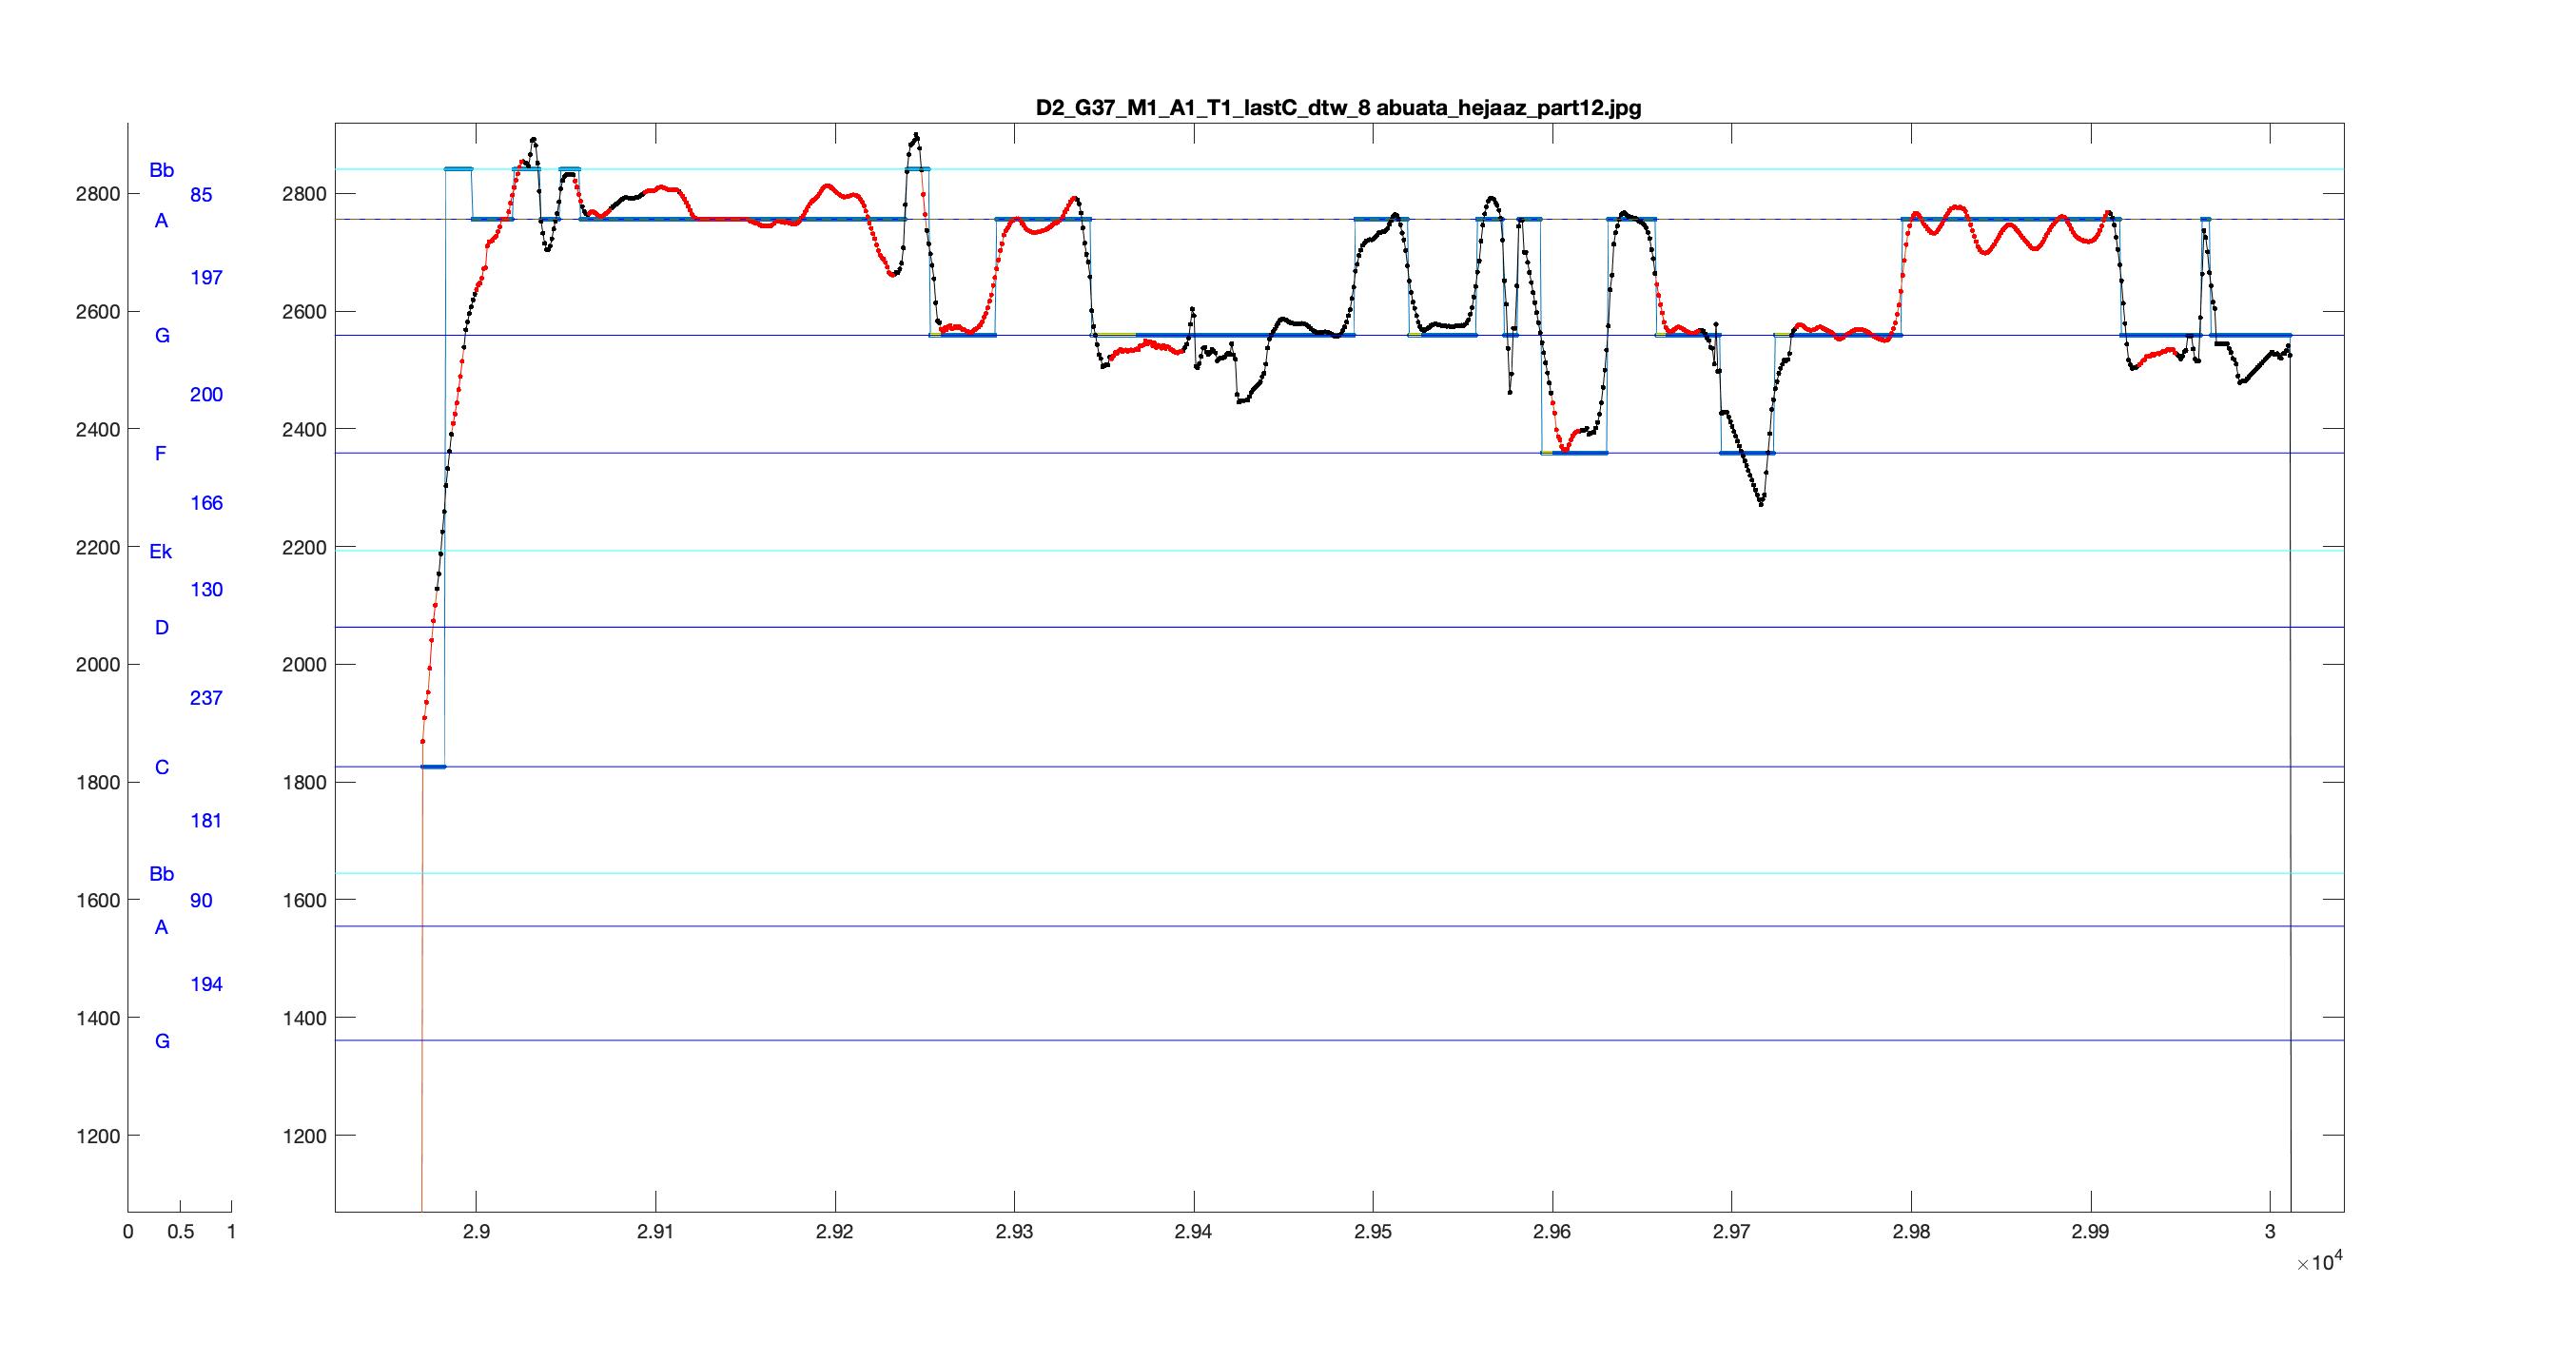 D2_G37_M1_A1_T1_lastC_dtw_8 abuata_hejaaz_part12.jpg
Bb
2800 85 2800
A
197
2600 2600
G
200
2400 2400
F
166
Ek
2200 2200
130
D
2000 2000
237
C
1800 1800
181
Bb
1600 90 1600
A
194
1400 1400
G
1200 1200
0 0.5 1 2.9 2.91 2.92 2.93 2.94 2.95 2.96 2.97 2.98 2.99 3
×10⁴